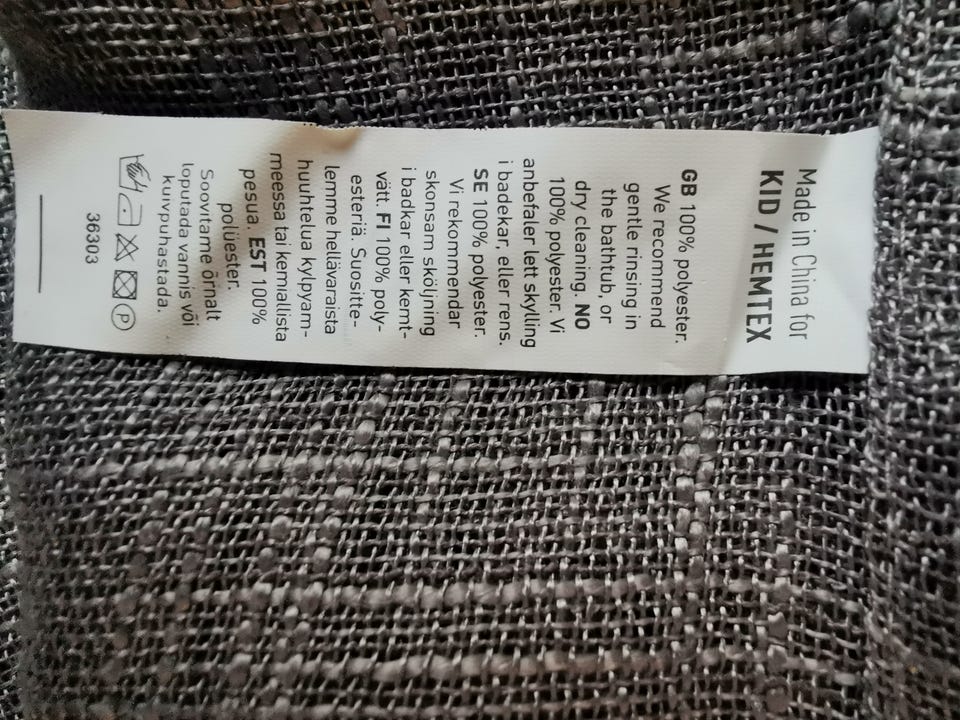 Made in China for
KID / HEMTEX
GB 100% polyester.
We recommend
gentle rinsing in
the bathtub, or
dry cleaning. NO
100% polyester. Vi
anbefaler lett skylling
i badekar, eller rens.
SE 100% polyester.
Vi rekommendar
skonsam sköljning
i badkar eller kemt-
vätt. FI 100% poly-
esteriä. Suositte-
lemme hellävaraista
huuhtelua kylpyam-
meessa tai kemiallista
pesua. EST 100%
polüester.
Soovitame õrnalt
loputada vannis või
kuivpuhastada.
P
36303